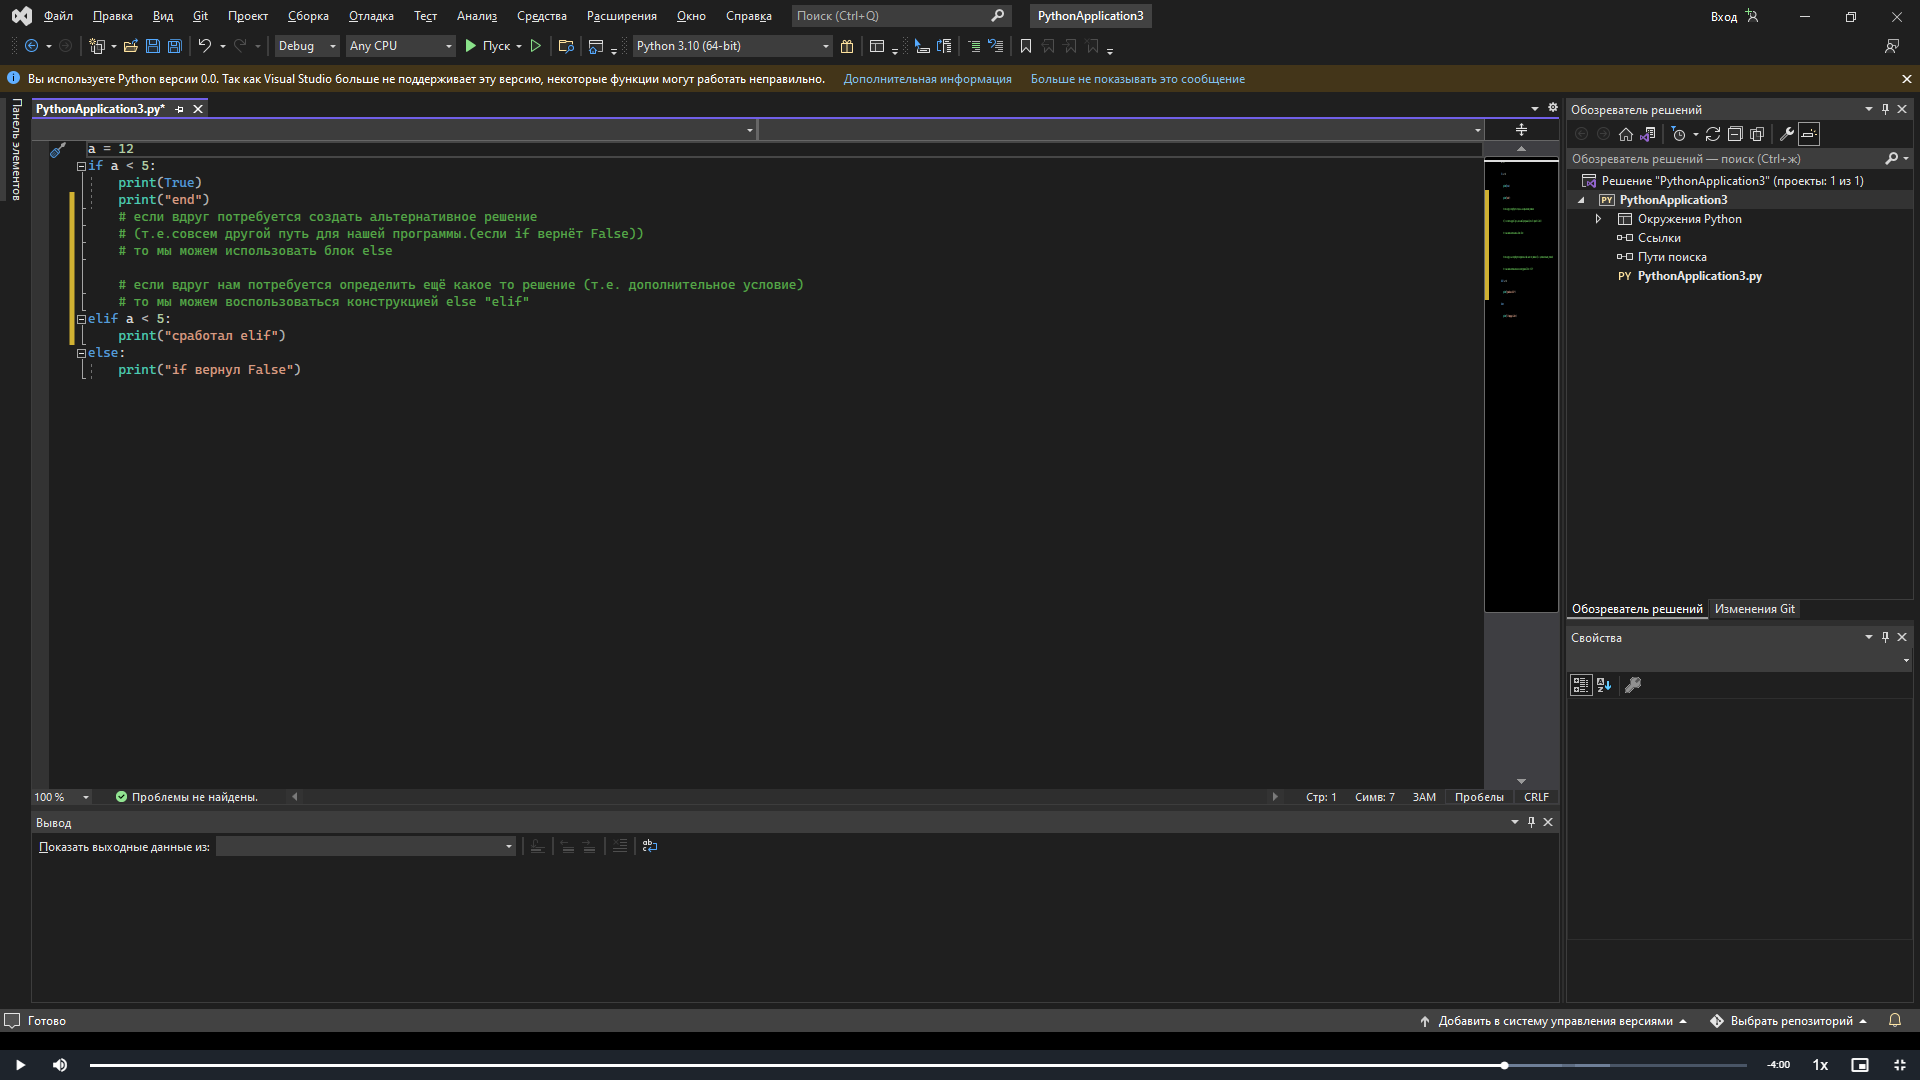 Файл Правка Вид Git Проект Сборка Отладка Тест Анализ Средства Расширения Окно Справка Поиск (Ctrl+Q) PythonApplication3 Вход
Debug Any CPU Пуск Python 3.10 (64-bit)
Вы используете Python версии 0.0. Так как Visual Studio больше не поддерживает эту версию, некоторые функции могут работать неправильно. Дополнительная информация Больше не показывать это сообщение
Панель элементов
PythonApplication3.py*
a = 12
if a < 5:
print(True)
print("end")
# если вдруг потребуется создать альтернативное решение
# (т.е.совсем другой путь для нашей программы.(если if вернёт False))
# то мы можем использовать блок else
# если вдруг нам потребуется определить ещё какое то решение (т.е. дополнительное условие)
# то мы можем воспользоваться конструкцией else "elif"
elif a < 5:
print("сработал elif")
else:
print("if вернул False")
100 % Проблемы не найдены. Стр: 1 Симв: 7 ЗАМ Пробелы CRLF
Вывод
Показать выходные данные из:
Обозреватель решений
Обозреватель решений — поиск (Ctrl+ж)
Решение "PythonApplication3" (проекты: 1 из 1)
PY PythonApplication3
Окружения Python
Ссылки
Пути поиска
PY PythonApplication3.py
Обозреватель решений Изменения Git
Свойства
Готово Добавить в систему управления версиями Выбрать репозиторий
-4:00 1x